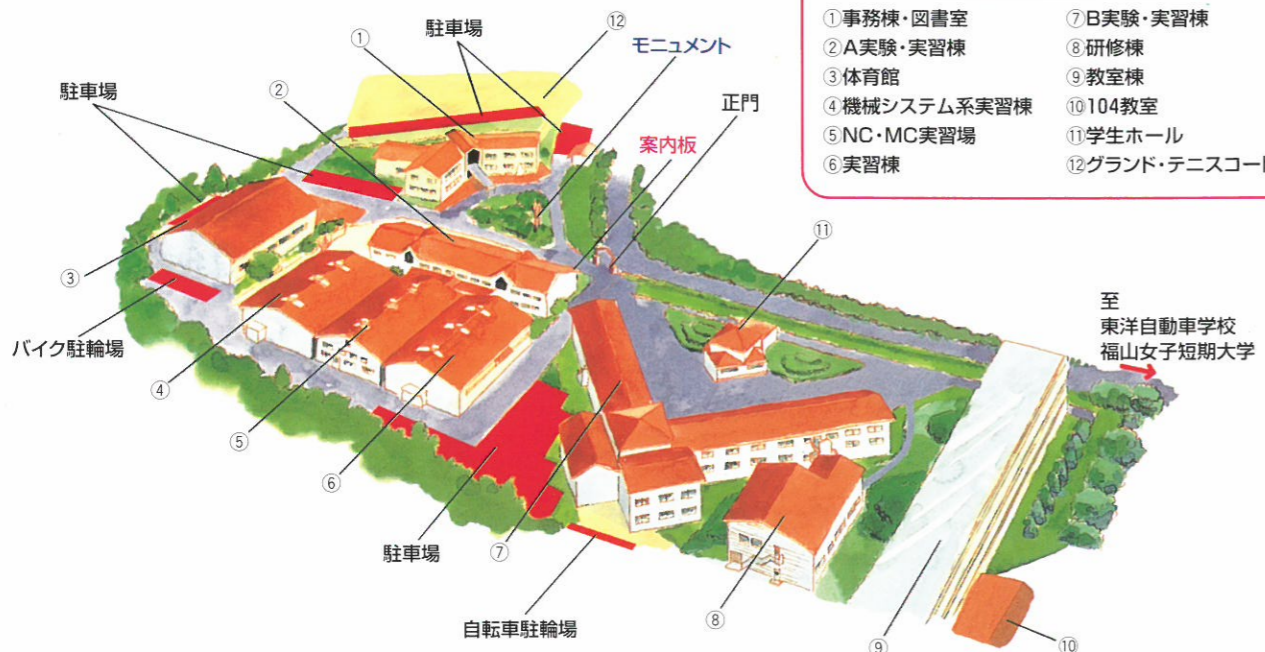 ①事務棟・図書室
②A実験・実習棟
③体育館
④機械システム系実習棟
⑤NC・MC実習場
⑥実習棟
⑦B実験・実習棟
⑧研修棟
⑨教室棟
⑩104教室
⑪学生ホール
⑫グランド・テニスコート
駐車場
①
⑫
モニュメント
駐車場
②
正門
案内板
⑪
③
至
東洋自動車学校
福山女子短期大学
バイク駐輪場
④
⑤
⑥
駐車場
⑦
自転車駐輪場
⑧
⑨
⑩